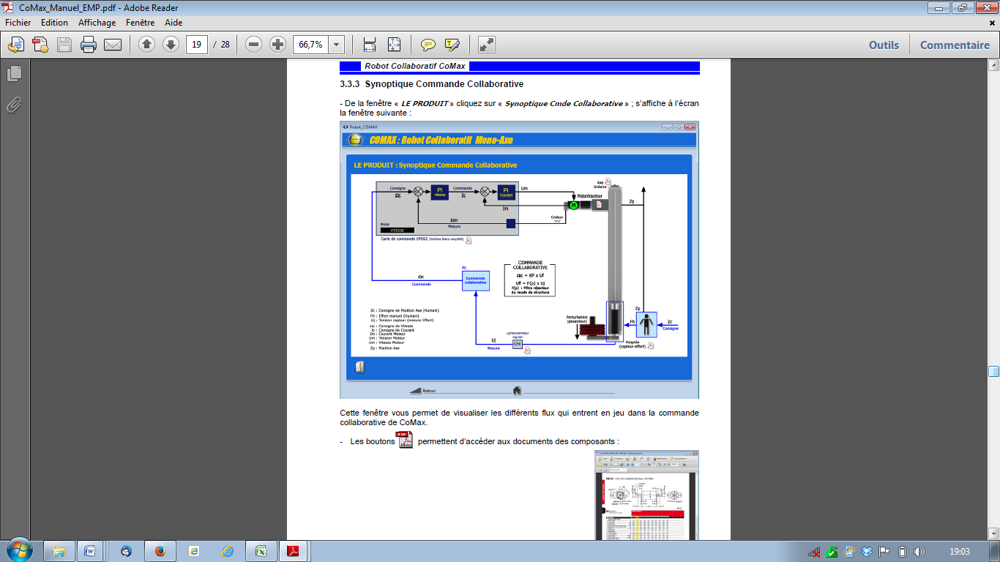 CoMax_Manuel_EMP.pdf - Adobe Reader
Fichier Edition Affichage Fenêtre Aide
19 / 28 66,7% Outils Commentaire
Robot Collaboratif CoMax
3.3.3 Synoptique Commande Collaborative
- De la fenêtre « LE PRODUIT » cliquez sur « Synoptique Cmde Collaborative » ; s'affiche à l'écran
la fenêtre suivante :
Robot_COMAX
COMAX : Robot Collaboratif Mono-Axe
LE PRODUIT : Synoptique Commande Collaborative
Consigne
Ωc
PI
Vitesse
Commande
Ic
PI
Courant
Um
Im
Axe
linéaire
Motoréducteur
M
Zp
Codeur
Ωm
Mesure
Mode
VITESSE
Carte de commande EPOS2 (Schéma Blocs simplifié)
Ωc
Commande
PC
Commande
collaborative
COMMANDE
COLLABORATIVE
Ωc = KP x Uf
Uf = F(p) x Uj
F(p) : Filtre réjecteur
du mode de structure
Zc : Consigne de Position Axe (Humain)
Fh : Effort manuel (Humain)
Uj : Tension capteur (mesure Effort)
Ωc : Consigne de Vitesse
Ic : Consigne de Courant
Im : Courant Moteur
Um : Tension Moteur
Ωm : Vitesse Moteur
Zp : Position Axe
Perturbation
(pesanteur)
Zp
Fh
Zc
Consigne
Poignée
(capteur effort)
Conditionneur
signal
CPJ
Uj
Mesure
Retour
Cette fenêtre vous permet de visualiser les différents flux qui entrent en jeu dans la commande
collaborative de CoMax.
- Les boutons PDF Adobe permettent d'accéder aux documents des composants :
19:03